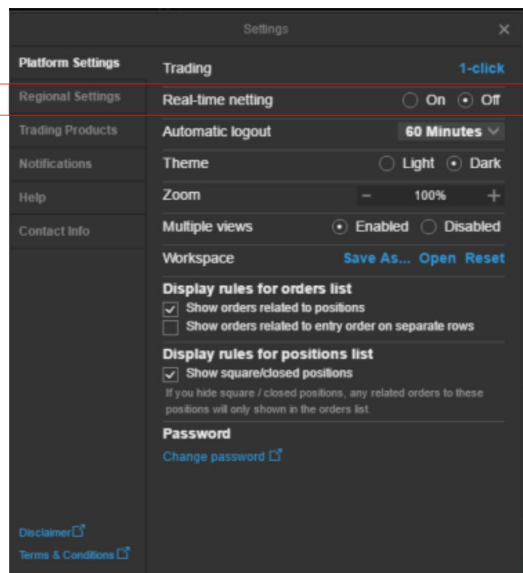 Settings
Platform Settings
Regional Settings
Trading Products
Notifications
Help
Contact Info
Disclaimer
Terms & Conditions
Trading 1-click
Real-time netting On Off
Automatic logout 60 Minutes
Theme Light Dark
Zoom − 100% +
Multiple views Enabled Disabled
Workspace Save As... Open Reset
Display rules for orders list
Show orders related to positions
Show orders related to entry order on separate rows
Display rules for positions list
Show square/closed positions
If you hide square / closed positions, any related orders to these
positions will only shown in the orders list.
Password
Change password